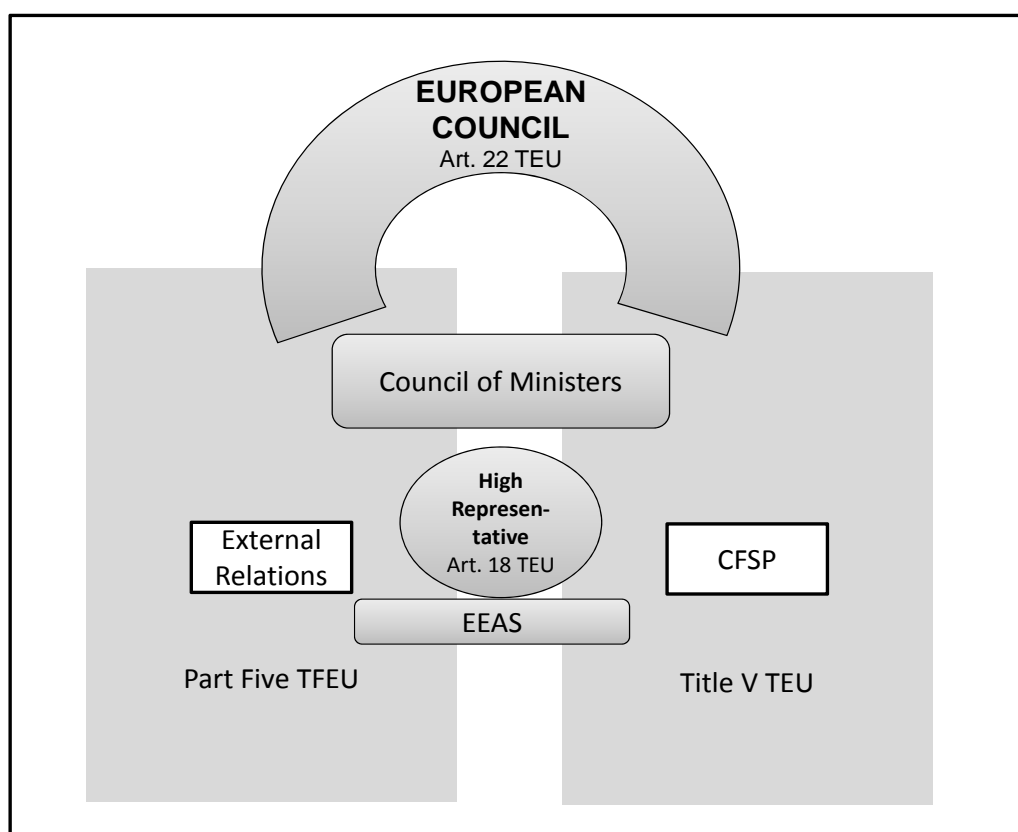 EUROPEAN
COUNCIL
Art. 22 TEU
Council of Ministers
High
Represen-
tative
Art. 18 TEU
External
Relations
CFSP
EEAS
Part Five TFEU
Title V TEU